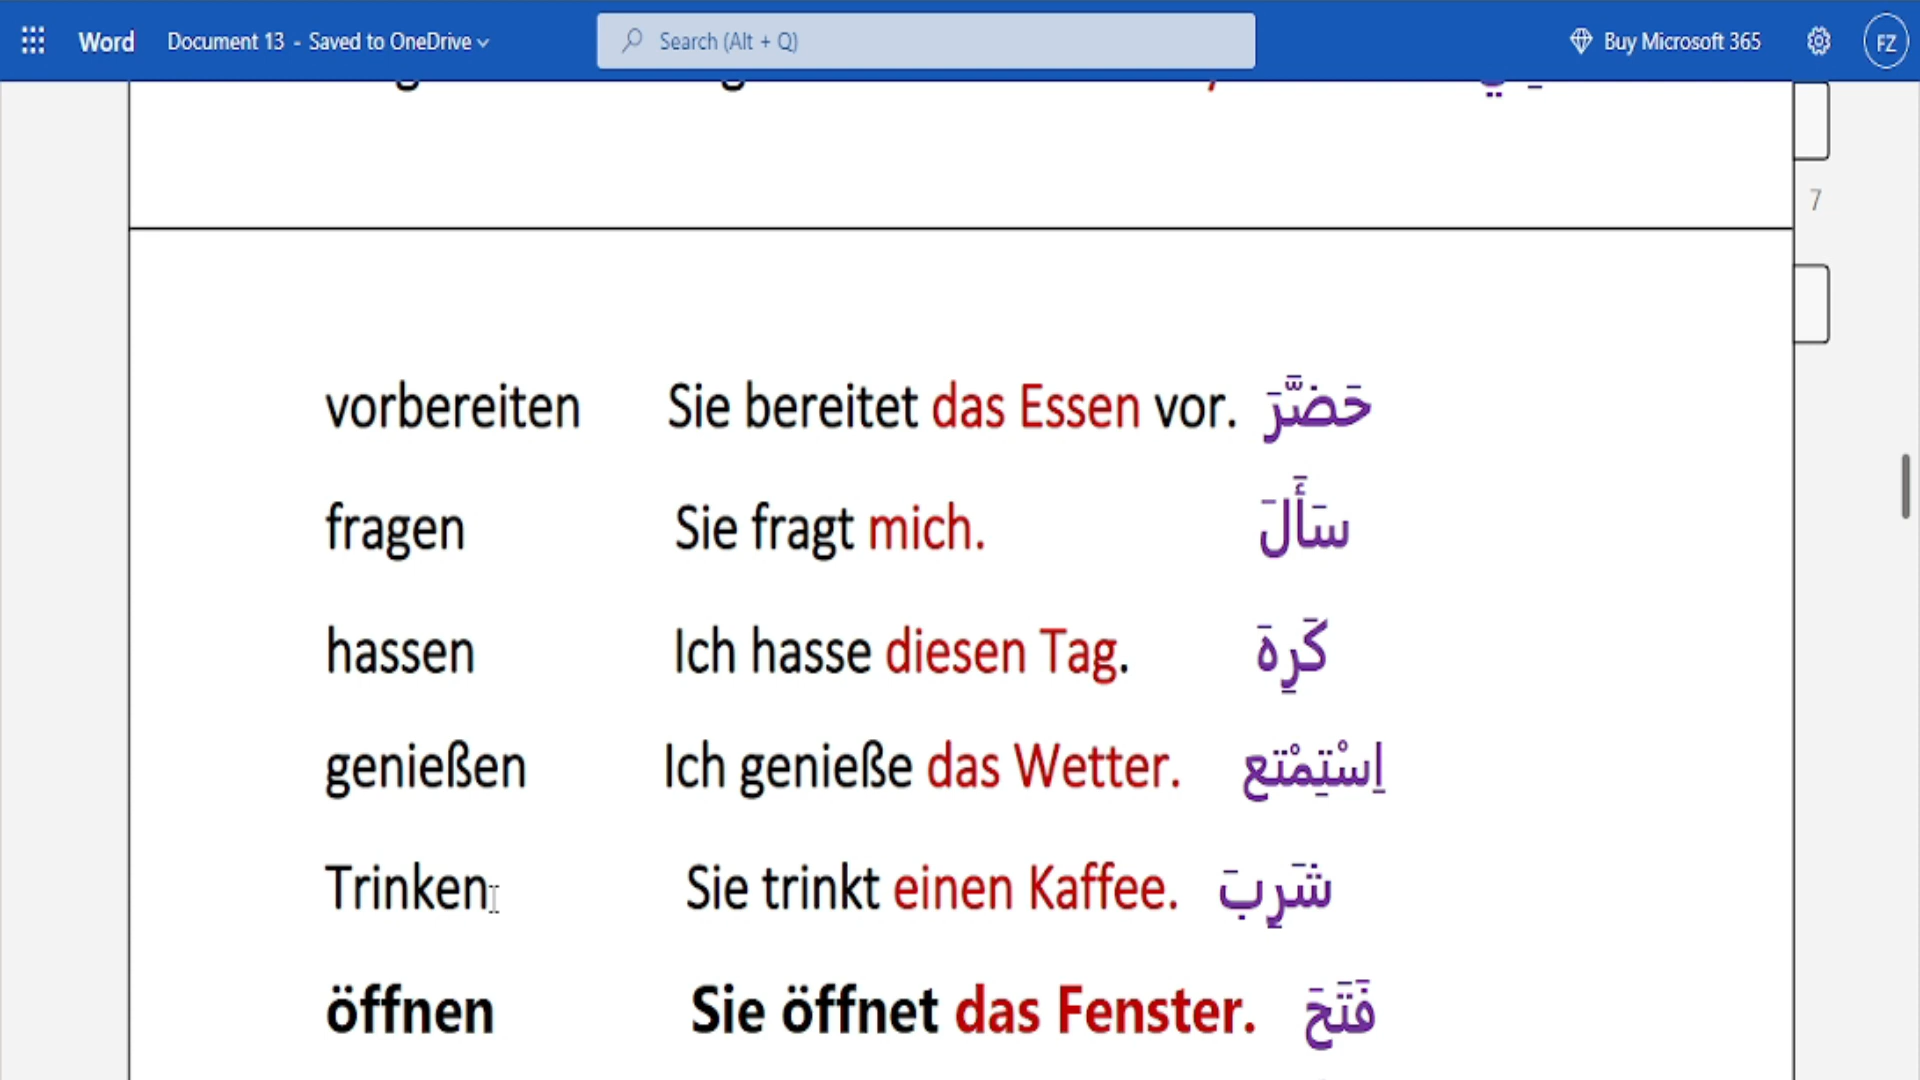 Word Document 13 - Saved to OneDrive Search (Alt + Q) Buy Microsoft 365 FZ
7
vorbereiten Sie bereitet das Essen vor. حَضَّرَ
fragen Sie fragt mich. سَأَلَ
hassen Ich hasse diesen Tag. كَرِهَ
genießen Ich genieße das Wetter. اِسْتِمْتع
Trinken Sie trinkt einen Kaffee. شَرِبَ
öffnen Sie öffnet das Fenster. فَتَحَ